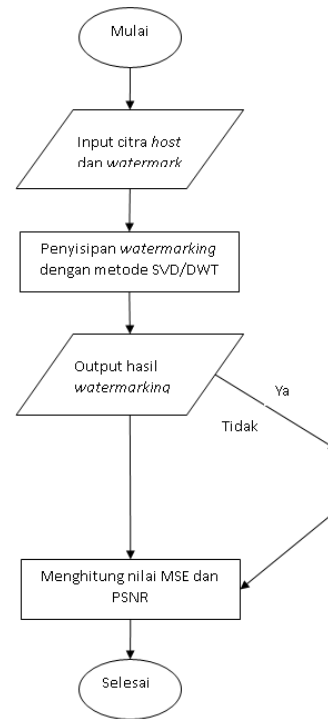 Mulai
Input citra host
dan watermark
Penyisipan watermarking
dengan metode SVD/DWT
Output hasil
watermarking
Ya
Tidak
Menghitung nilai MSE dan
PSNR
Selesai